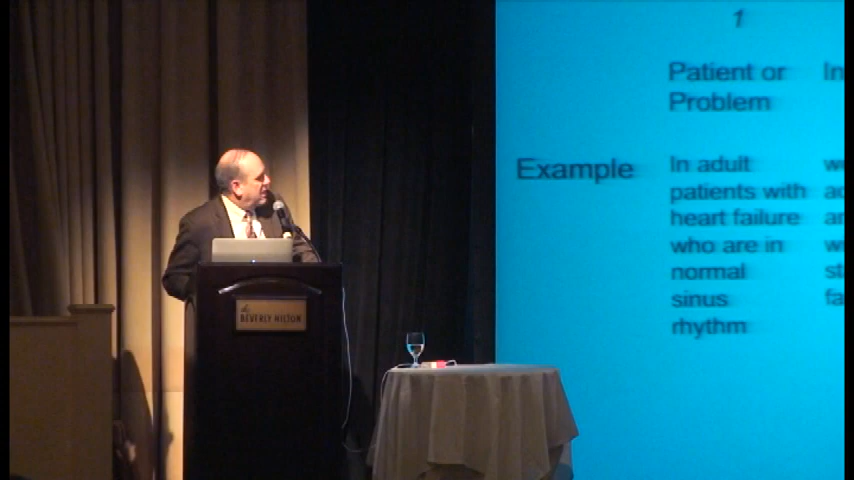 1
Patient or
Problem
Example
In adult
patients with
heart failure
who are in
normal
sinus
rhythm
the
BEVERLY HILTON